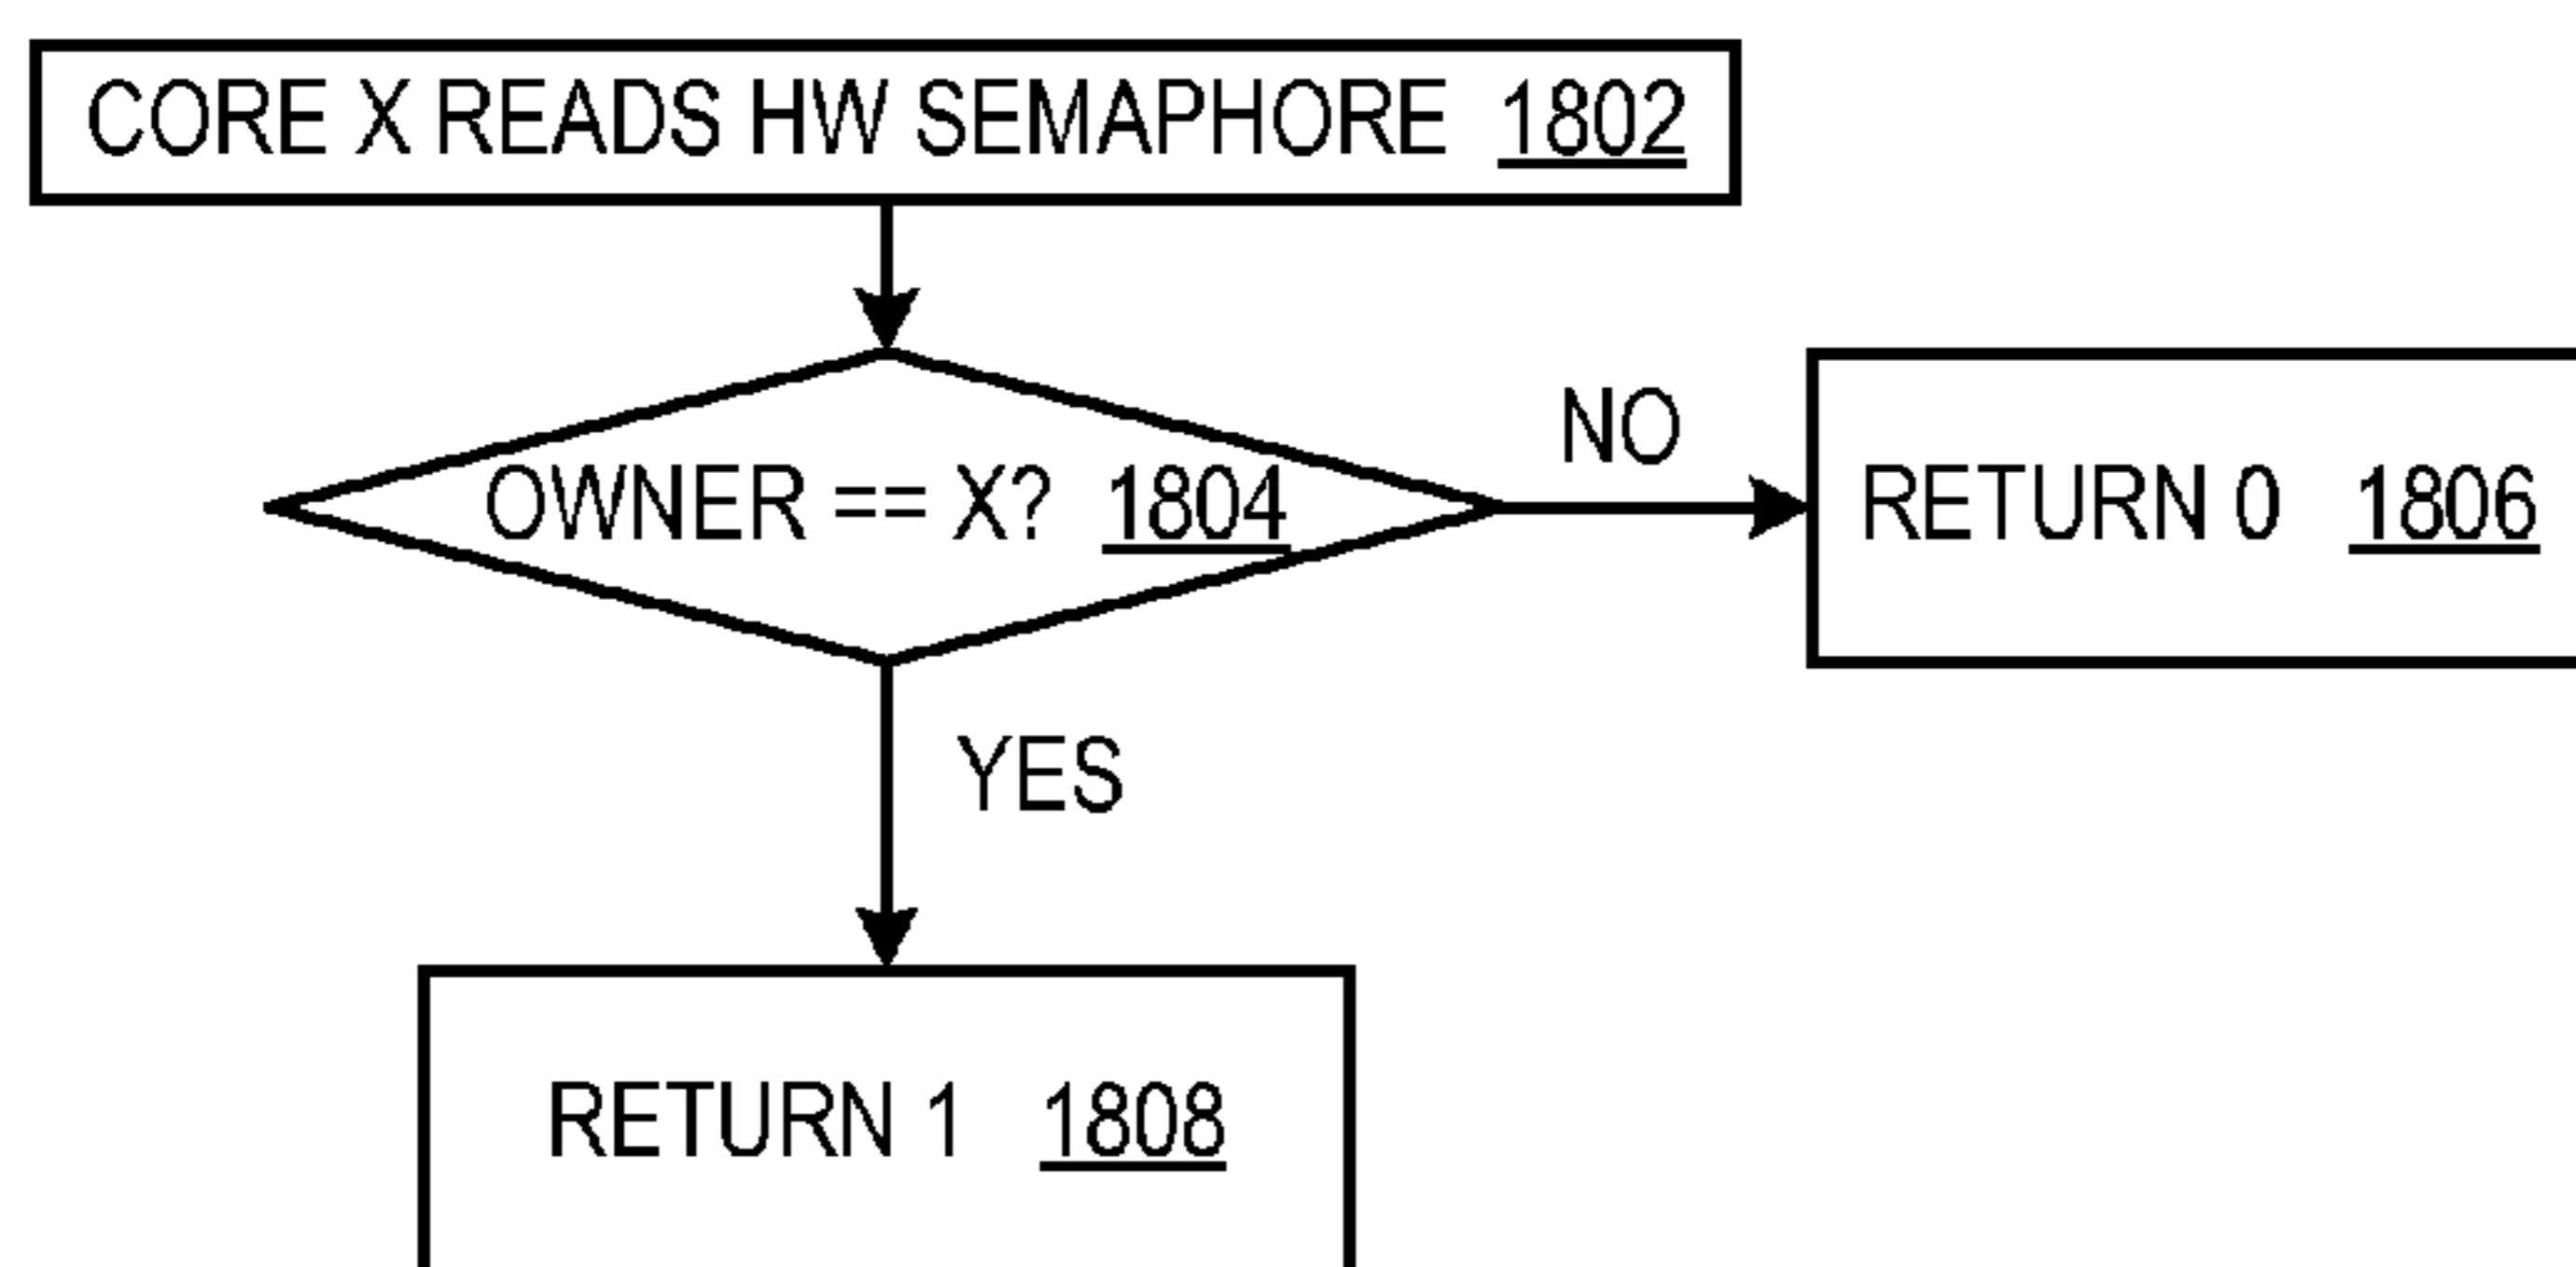 CORE X READS HW SEMAPHORE 1802
NO
OWNER == X? 1804
RETURN 0 1806
YES
RETURN 1 1808